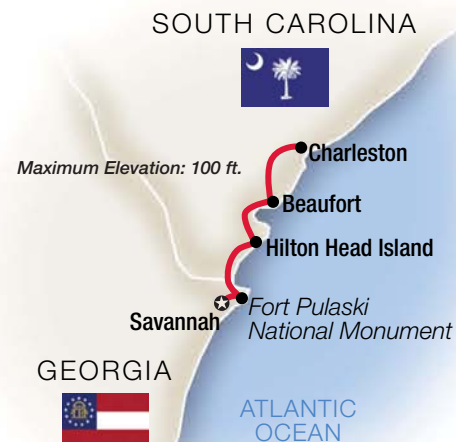 SOUTH CAROLINA
Charleston
Maximum Elevation: 100 ft.
Beaufort
Hilton Head Island
Fort Pulaski
National Monument
Savannah
GEORGIA
ATLANTIC
OCEAN